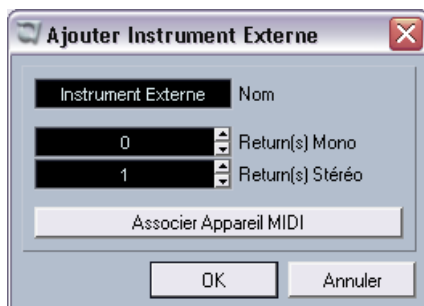 Ajouter Instrument Externe
Instrument Externe Nom
0 Return(s) Mono
1 Return(s) Stéréo
Associer Appareil MIDI
OK Annuler